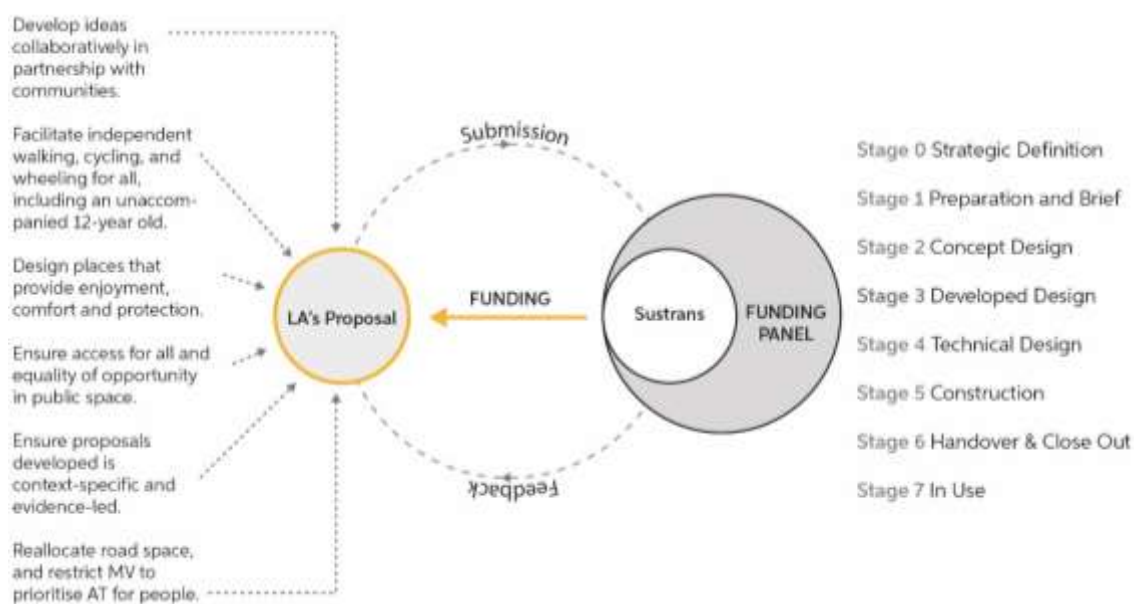 Develop ideas
collaboratively in
partnership with
communities.
Facilitate independent
walking, cycling, and
wheeling for all,
including an unaccom-
panied 12-year old.
Design places that
provide enjoyment,
comfort and protection.
Ensure access for all and
equality of opportunity
in public space.
Ensure proposals
developed is
context-specific and
evidence-led.
Reallocate road space,
and restrict MV to
prioritise AT for people.
LA's Proposal
Submission
FUNDING
Feedback
Sustrans
FUNDING
PANEL
Stage 0 Strategic Definition
Stage 1 Preparation and Brief
Stage 2 Concept Design
Stage 3 Developed Design
Stage 4 Technical Design
Stage 5 Construction
Stage 6 Handover & Close Out
Stage 7 In Use